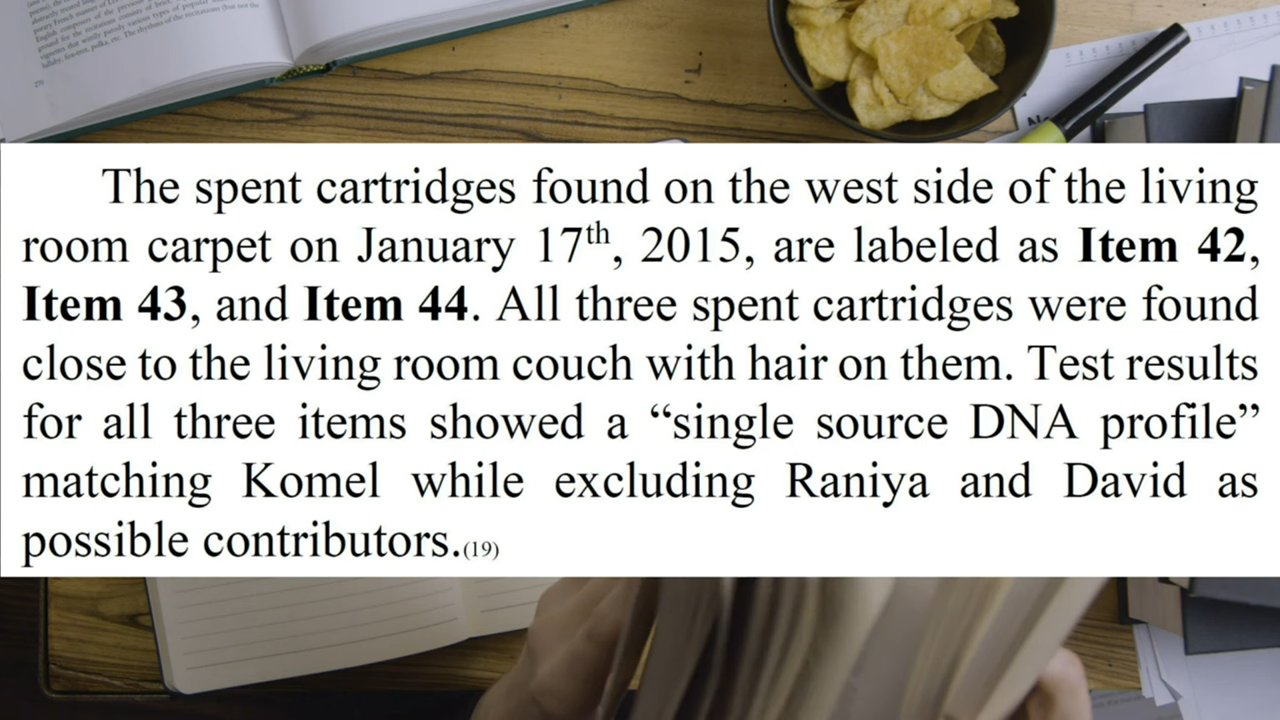 The spent cartridges found on the west side of the living
room carpet on January 17th, 2015, are labeled as Item 42,
Item 43, and Item 44. All three spent cartridges were found
close to the living room couch with hair on them. Test results
for all three items showed a “single source DNA profile”
matching Komel while excluding Raniya and David as
possible contributors.(19)